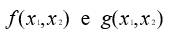 f(x₁,x₂) e g(x₁,x₂)